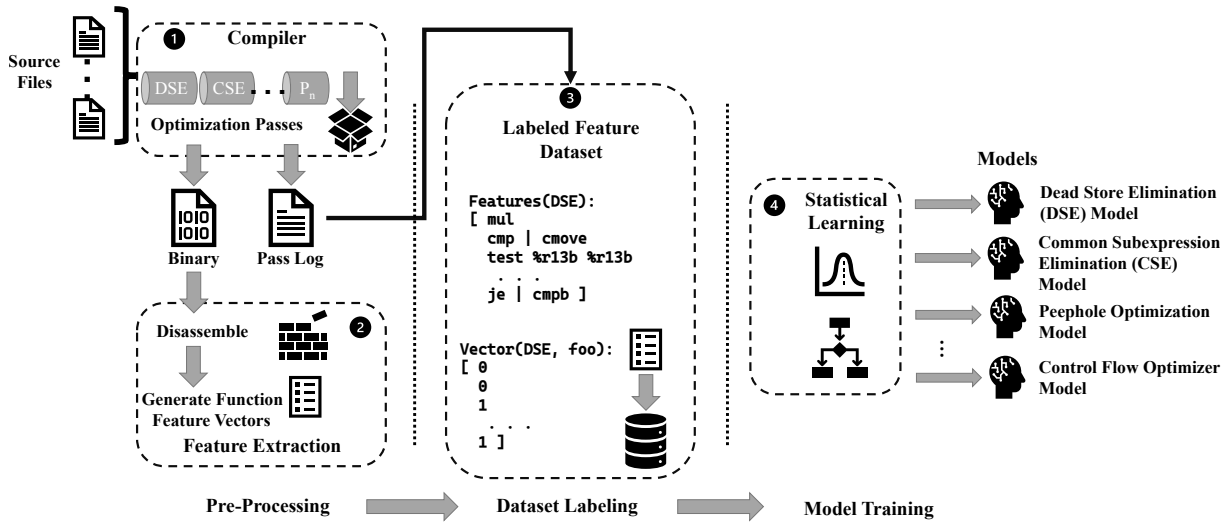 Source
Files
1
Compiler
DSE
CSE
. . .
Pn
Optimization Passes
1010
1010
Binary
Pass Log
2
Disassemble
Generate Function
Feature Vectors
Feature Extraction
3
Labeled Feature
Dataset
Features(DSE):
[ mul
cmp | cmove
test %r13b %r13b
. . .
je | cmpb ]
Vector(DSE, foo):
[ 0
0
1
. . .
1 ]
4
Statistical
Learning
Models
Dead Store Elimination
(DSE) Model
Common Subexpression
Elimination (CSE)
Model
Peephole Optimization
Model
⋮
Control Flow Optimizer
Model
Pre-Processing
Dataset Labeling
Model Training